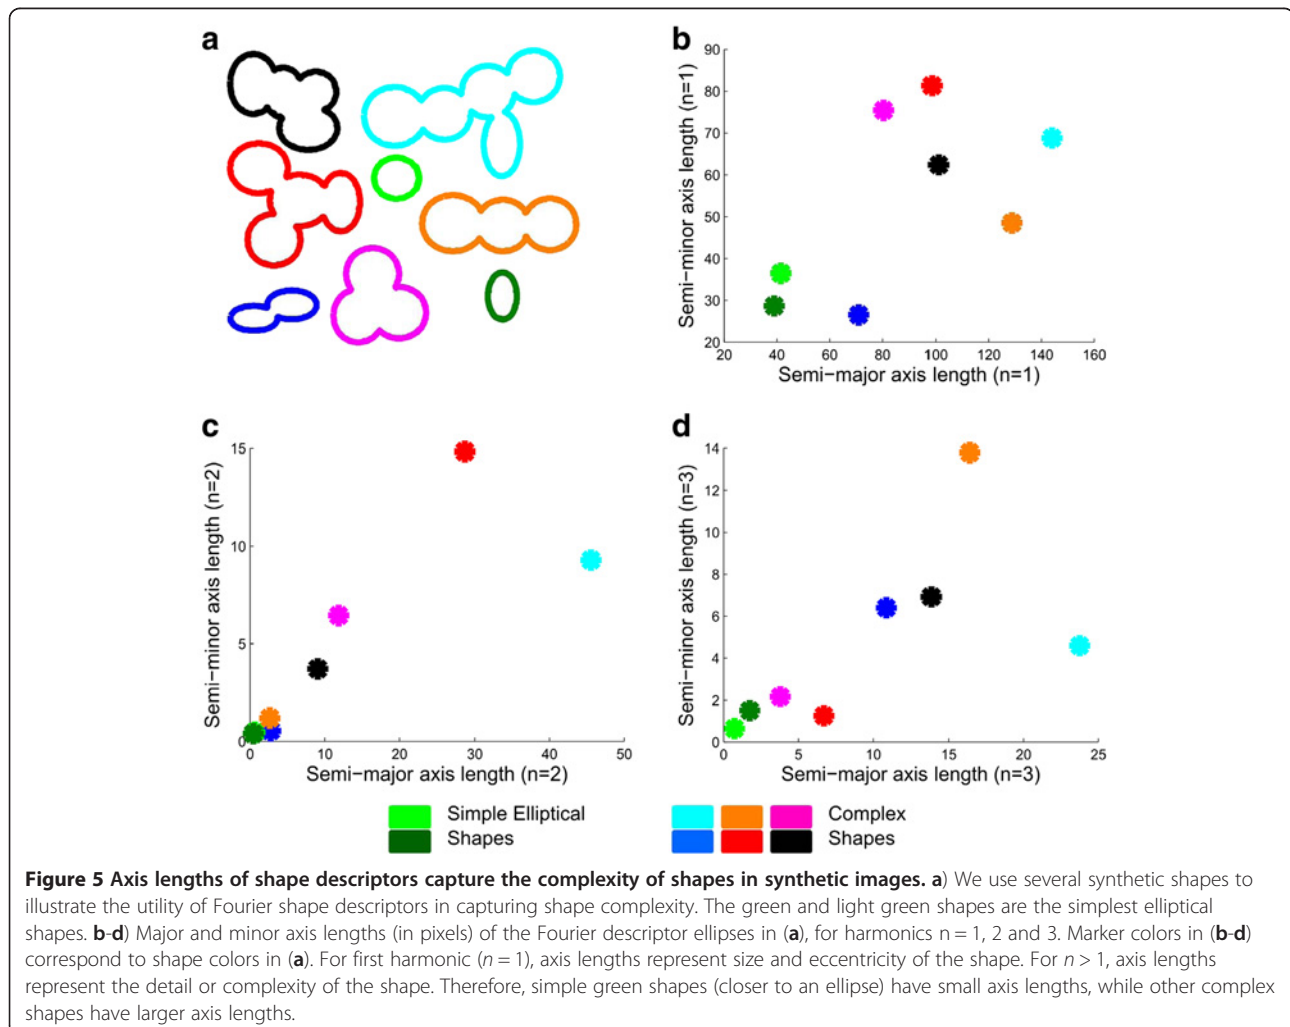 a
b
90
80
70
60
50
40
30
20
Semi-minor axis length (n=1)
20 40 60 80 100 120 140 160
Semi-major axis length (n=1)
c
15
10
5
0
Semi-minor axis length (n=2)
0 10 20 30 40 50
Semi-major axis length (n=2)
d
14
12
10
8
6
4
2
0
Semi-minor axis length (n=3)
0 5 10 15 20 25
Semi-major axis length (n=3)
Simple Elliptical
Shapes
Complex
Shapes
Figure 5 Axis lengths of shape descriptors capture the complexity of shapes in synthetic images. a) We use several synthetic shapes to
illustrate the utility of Fourier shape descriptors in capturing shape complexity. The green and light green shapes are the simplest elliptical
shapes. b-d) Major and minor axis lengths (in pixels) of the Fourier descriptor ellipses in (a), for harmonics n = 1, 2 and 3. Marker colors in (b-d)
correspond to shape colors in (a). For first harmonic (n = 1), axis lengths represent size and eccentricity of the shape. For n > 1, axis lengths
represent the detail or complexity of the shape. Therefore, simple green shapes (closer to an ellipse) have small axis lengths, while other complex
shapes have larger axis lengths.